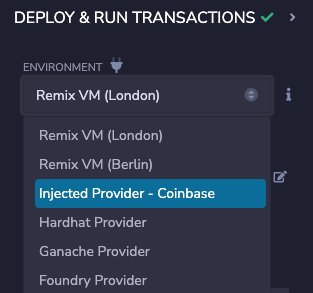 DEPLOY & RUN TRANSACTIONS
ENVIRONMENT
Remix VM (London)
Remix VM (London)
Remix VM (Berlin)
Injected Provider - Coinbase
Hardhat Provider
Ganache Provider
Foundry Provider